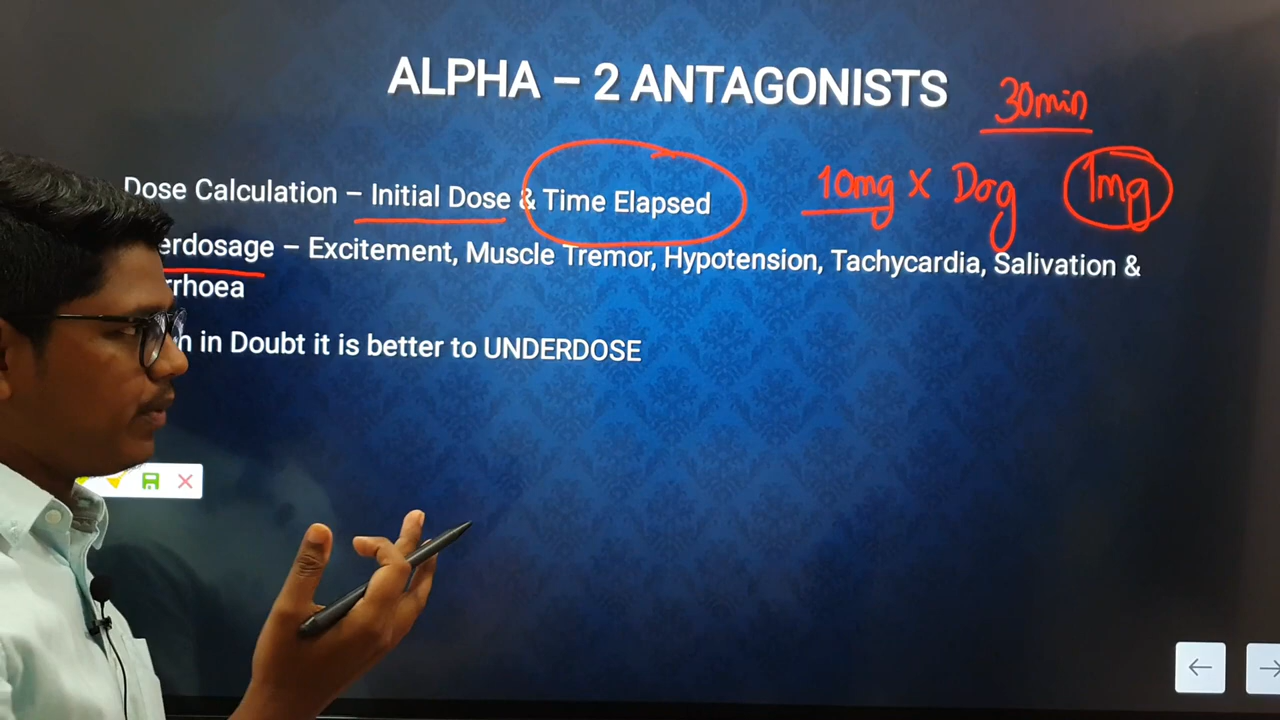 ALPHA – 2 ANTAGONISTS
30min
Dose Calculation – Initial Dose & Time Elapsed
10mg X Dog 1mg
erdosage – Excitement, Muscle Tremor, Hypotension, Tachycardia, Salivation &
rrhoea
n in Doubt it is better to UNDERDOSE